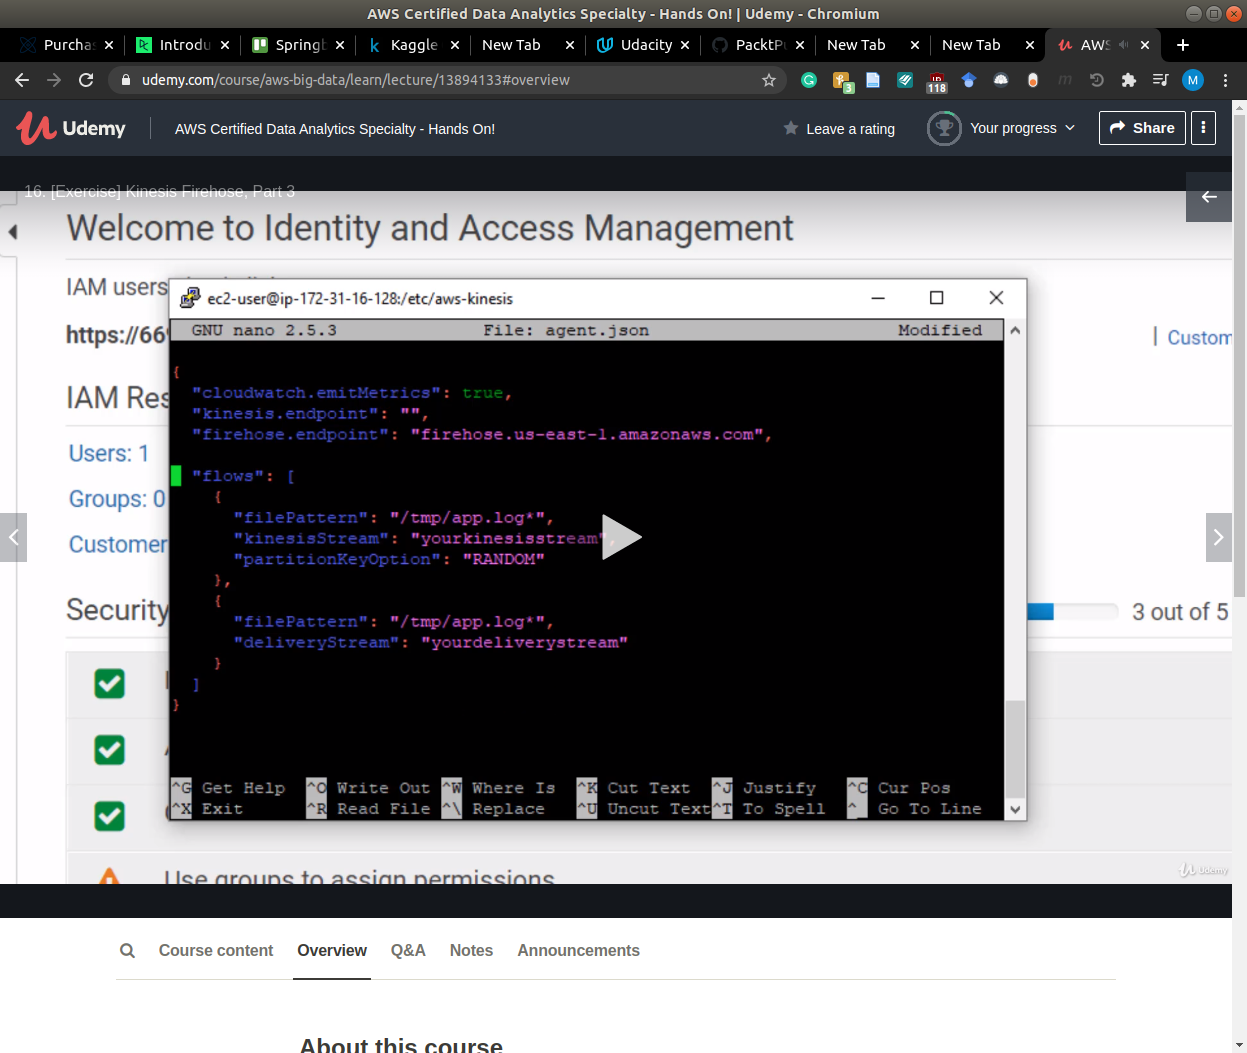 AWS Certified Data Analytics Specialty - Hands On! | Udemy - Chromium
Purchas Introdu Springb Kaggle New Tab Udacity PacktPu New Tab New Tab AWS
udemy.com/course/aws-big-data/learn/lecture/13894133#overview
3 118 m M
Udemy AWS Certified Data Analytics Specialty - Hands On! Leave a rating Your progress Share
16. [Exercise] Kinesis Firehose, Part 3
Welcome to Identity and Access Management
IAM users
https://66
Custom
IAM Res
Users: 1
Groups: 0
Customer
Security
3 out of 5
ec2-user@ip-172-31-16-128:/etc/aws-kinesis
GNU nano 2.5.3 File: agent.json Modified
{
"cloudwatch.emitMetrics": true,
"kinesis.endpoint": "",
"firehose.endpoint": "firehose.us-east-1.amazonaws.com",
"flows": [
{
"filePattern": "/tmp/app.log*",
"kinesisStream": "yourkinesisstream",
"partitionKeyOption": "RANDOM"
},
{
"filePattern": "/tmp/app.log*",
"deliveryStream": "yourdeliverystream"
}
]
}
^G Get Help ^O Write Out ^W Where Is ^K Cut Text ^J Justify ^C Cur Pos
^X Exit ^R Read File ^\ Replace ^U Uncut Text ^T To Spell ^_ Go To Line
Use groups to assign permissions
Udemy
Course content Overview Q&A Notes Announcements
About this course